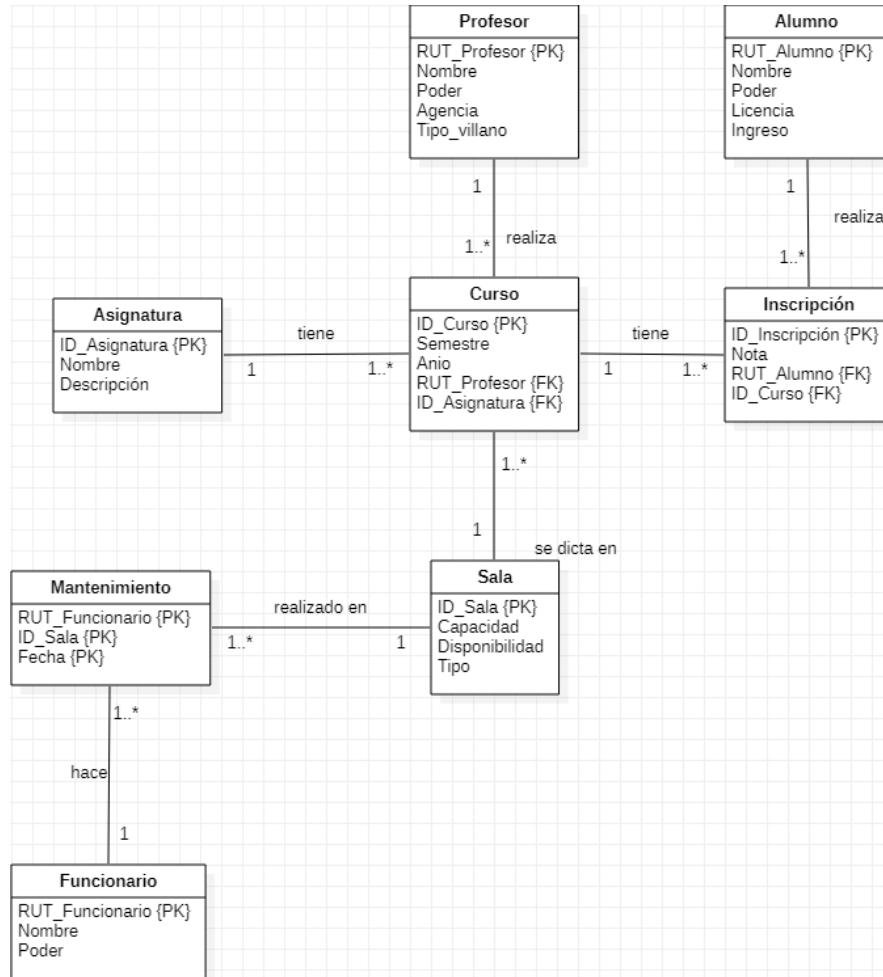 Profesor
RUT_Profesor {PK}
Nombre
Poder
Agencia
Tipo_villano
Alumno
RUT_Alumno {PK}
Nombre
Poder
Licencia
Ingreso
1
1..*
realiza
1
1..*
realiza
Asignatura
ID_Asignatura {PK}
Nombre
Descripción
tiene
1
1..*
Curso
ID_Curso {PK}
Semestre
Anio
RUT_Profesor {FK}
ID_Asignatura {FK}
tiene
1
1..*
Inscripción
ID_Inscripción {PK}
Nota
RUT_Alumno {FK}
ID_Curso {FK}
1..*
1
se dicta en
Mantenimiento
RUT_Funcionario {PK}
ID_Sala {PK}
Fecha {PK}
realizado en
1..*
1
Sala
ID_Sala {PK}
Capacidad
Disponibilidad
Tipo
1..*
hace
1
Funcionario
RUT_Funcionario {PK}
Nombre
Poder